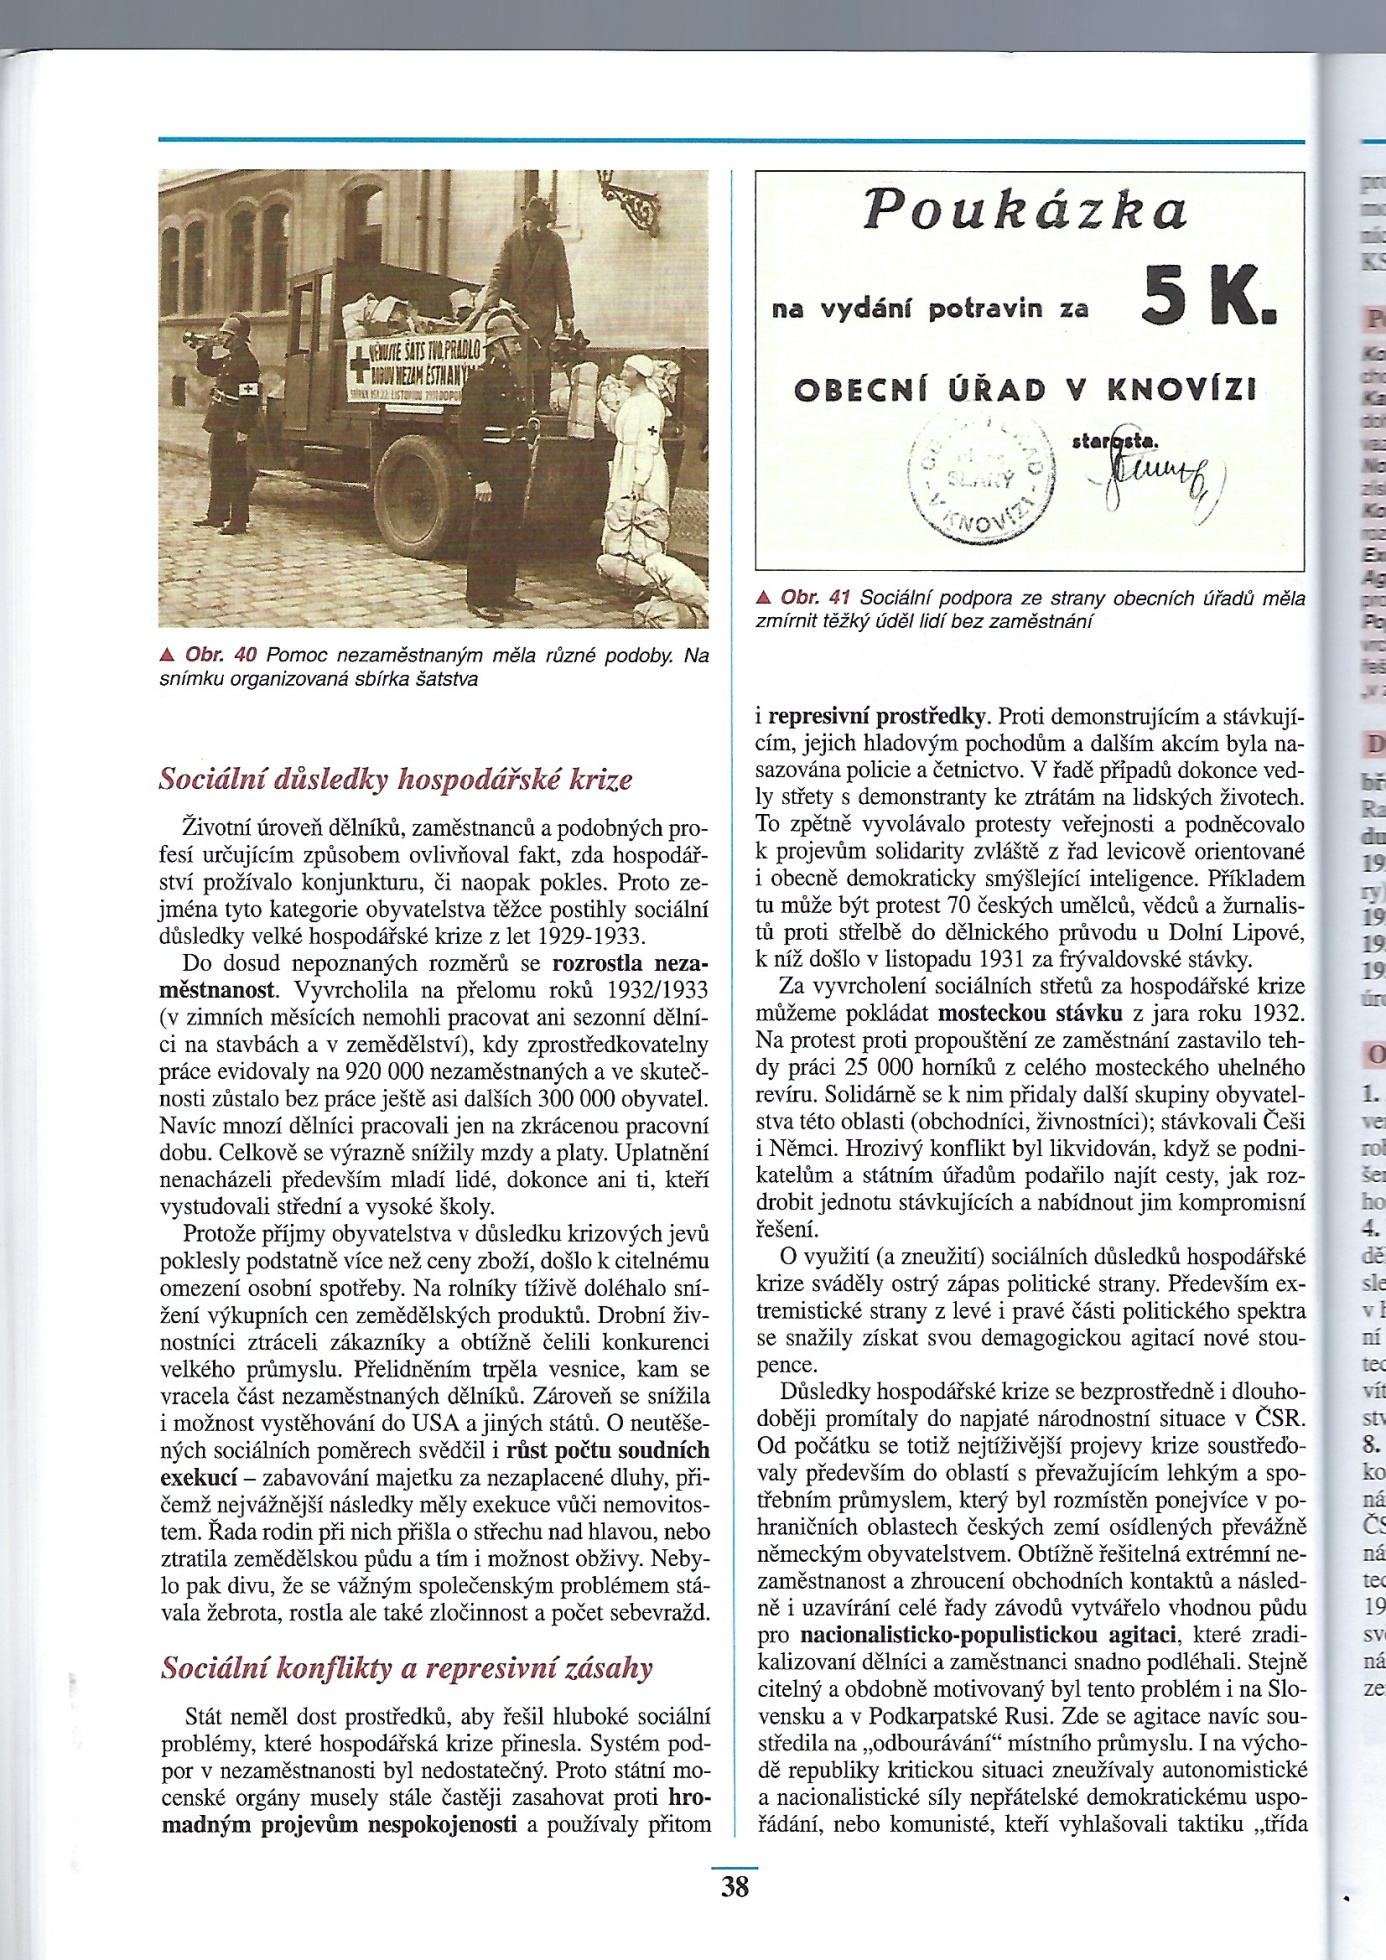 VĚNUJTE ŠATSTVO, PRÁDLO
OBUV NEZAMĚSTNANÝM
▲ Obr. 40 Pomoc nezaměstnaným měla různé podoby. Na
snímku organizovaná sbírka šatstva
Sociální důsledky hospodářské krize
Životní úroveň dělníků, zaměstnanců a podobných pro-
fesí určujícím způsobem ovlivňoval fakt, zda hospodář-
ství prožívalo konjunkturu, či naopak pokles. Proto ze-
jména tyto kategorie obyvatelstva těžce postihly sociální
důsledky velké hospodářské krize z let 1929-1933.
Do dosud nepoznaných rozměrů se rozrostla neza-
městnanost. Vyvrcholila na přelomu roků 1932/1933
(v zimních měsících nemohli pracovat ani sezonní dělní-
ci na stavbách a v zemědělství), kdy zprostředkovatelny
práce evidovaly na 920 000 nezaměstnaných a ve skuteč-
nosti zůstalo bez práce ještě asi dalších 300 000 obyvatel.
Navíc mnozí dělníci pracovali jen na zkrácenou pracovní
dobu. Celkově se výrazně snížily mzdy a platy. Uplatnění
nenacházeli především mladí lidé, dokonce ani ti, kteří
vystudovali střední a vysoké školy.
Protože příjmy obyvatelstva v důsledku krizových jevů
poklesly podstatně více než ceny zboží, došlo k citelnému
omezení osobní spotřeby. Na rolníky tíživě doléhalo sní-
žení výkupních cen zemědělských produktů. Drobní živ-
nostníci ztráceli zákazníky a obtížně čelili konkurenci
velkého průmyslu. Přelidněním trpěla vesnice, kam se
vracela část nezaměstnaných dělníků. Zároveň se snížila
i možnost vystěhování do USA a jiných států. O neutěše-
ných sociálních poměrech svědčil i růst počtu soudních
exekucí – zabavování majetku za nezaplacené dluhy, při-
čemž nejvážnější následky měly exekuce vůči nemovitos-
tem. Řada rodin při nich přišla o střechu nad hlavou, nebo
ztratila zemědělskou půdu a tím i možnost obživy. Neby-
lo pak divu, že se vážným společenským problémem stá-
vala žebrota, rostla ale také zločinnost a počet sebevražd.
Sociální konflikty a represivní zásahy
Stát neměl dost prostředků, aby řešil hluboké sociální
problémy, které hospodářská krize přinesla. Systém pod-
por v nezaměstnanosti byl nedostatečný. Proto státní mo-
censké orgány musely stále častěji zasahovat proti hro-
madným projevům nespokojenosti a používaly přitom
Poukázka
na vydání potravin za 5 K.
OBECNÍ ÚŘAD V KNOVÍZI
starosta.
OBECNÍ ÚŘAD
SLANÝ
V KNOVÍZI
▲ Obr. 41 Sociální podpora ze strany obecních úřadů měla
zmírnit těžký úděl lidí bez zaměstnání
i represivní prostředky. Proti demonstrujícím a stávkují-
cím, jejich hladovým pochodům a dalším akcím byla na-
sazována policie a četnictvo. V řadě případů dokonce ved-
ly střety s demonstranty ke ztrátám na lidských životech.
To zpětně vyvolávalo protesty veřejnosti a podněcovalo
k projevům solidarity zvláště z řad levicově orientované
i obecně demokraticky smýšlející inteligence. Příkladem
tu může být protest 70 českých umělců, vědců a žurnalis-
tů proti střelbě do dělnického průvodu u Dolní Lipové,
k níž došlo v listopadu 1931 za frývaldovské stávky.
Za vyvrcholení sociálních střetů za hospodářské krize
můžeme pokládat mosteckou stávku z jara roku 1932.
Na protest proti propouštění ze zaměstnání zastavilo teh-
dy práci 25 000 horníků z celého mosteckého uhelného
revíru. Solidárně se k nim přidaly další skupiny obyvatel-
stva této oblasti (obchodníci, živnostníci); stávkovali Češi
i Němci. Hrozivý konflikt byl likvidován, když se podni-
katelům a státním úřadům podařilo najít cesty, jak roz-
drobit jednotu stávkujících a nabídnout jim kompromisní
řešení.
O využití (a zneužití) sociálních důsledků hospodářské
krize sváděly ostrý zápas politické strany. Především ex-
tremistické strany z levé i pravé části politického spektra
se snažily získat svou demagogickou agitací nové stou-
pence.
Důsledky hospodářské krize se bezprostředně i dlouho-
doběji promítaly do napjaté národnostní situace v ČSR.
Od počátku se totiž nejtíživější projevy krize soustřeďo-
valy především do oblastí s převažujícím lehkým a spo-
třebním průmyslem, který byl rozmístěn ponejvíce v po-
hraničních oblastech českých zemí osídlených převážně
německým obyvatelstvem. Obtížně řešitelná extrémní ne-
zaměstnanost a zhroucení obchodních kontaktů a násled-
ně i uzavírání celé řady závodů vytvářelo vhodnou půdu
pro nacionalisticko-populistickou agitaci, které zradi-
kalizovaní dělníci a zaměstnanci snadno podléhali. Stejně
citelný a obdobně motivovaný byl tento problém i na Slo-
vensku a v Podkarpatské Rusi. Zde se agitace navíc sou-
středila na „odbourávání“ místního průmyslu. I na výcho-
dě republiky kritickou situaci zneužívaly autonomistické
a nacionalistické síly nepřátelské demokratickému uspo-
řádání, nebo komunisté, kteří vyhlašovali taktiku „třída
38